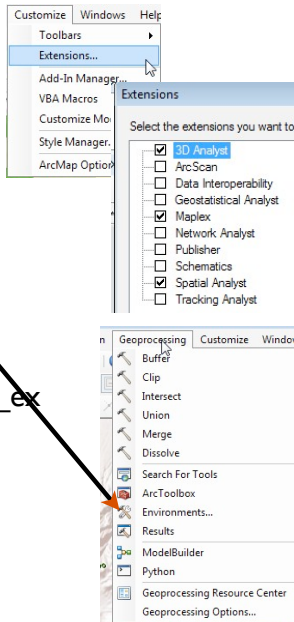 Customize Windows Help
Toolbars
Extensions...
Add-In Manager...
VBA Macros
Customize Mo
Style Manager.
ArcMap Option
Extensions
Select the extensions you want to
3D Analyst
ArcScan
Data Interoperability
Geostatistical Analyst
Maplex
Network Analyst
Publisher
Schematics
Spatial Analyst
Tracking Analyst
n Geoprocessing Customize Windo
Buffer
Clip
Intersect
Union
Merge
Dissolve
Search For Tools
ArcToolbox
_ex
Environments...
Results
ModelBuilder
Python
Geoprocessing Resource Center
Geoprocessing Options...